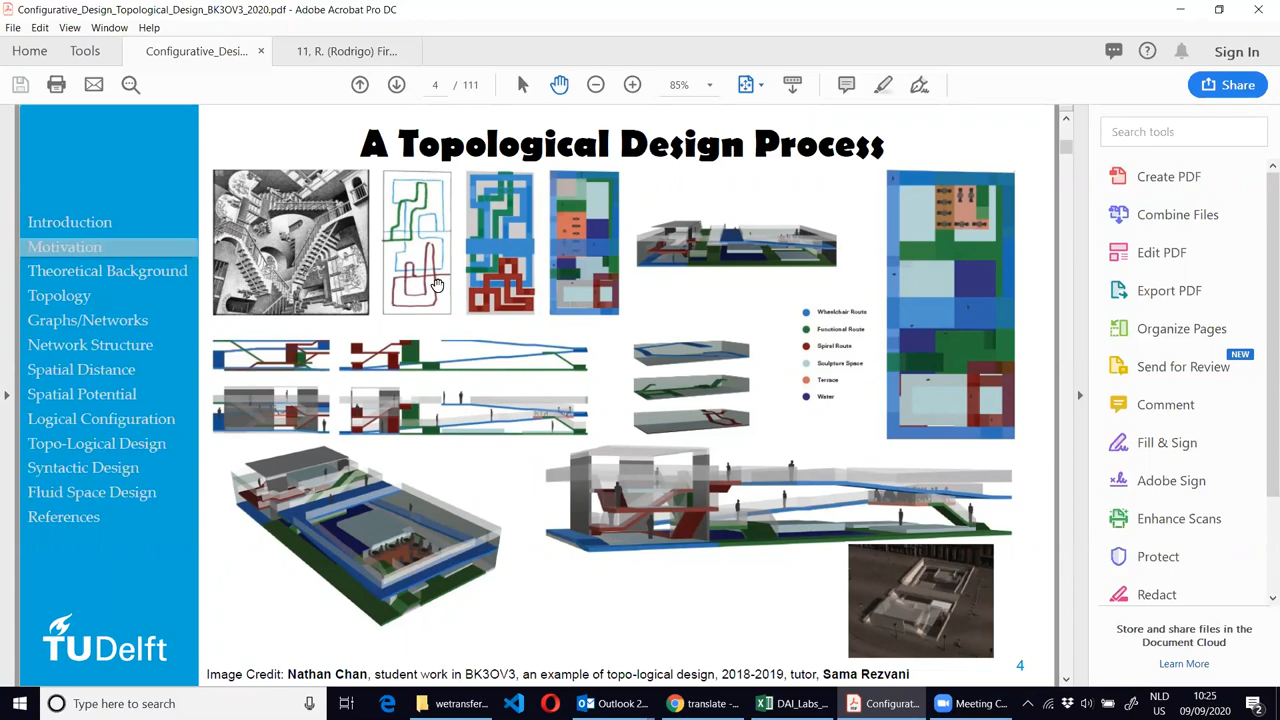 Configurative_Design_Topological_Design_BK3OV3_2020.pdf - Adobe Acrobat Pro DC
File Edit View Window Help
Home Tools Configurative_Desi... × 11, R. (Rodrigo) Fir... ? Sign In
4 / 111 85% Share
A Topological Design Process
Introduction
Motivation
Theoretical Background
Topology
Graphs/Networks
Network Structure
Spatial Distance
Spatial Potential
Logical Configuration
Topo-Logical Design
Syntactic Design
Fluid Space Design
References
TUDelft
Wheelchair Route
Functional Route
Spiral Route
Sculpture Space
Terrace
Water
Image Credit: Nathan Chan, student work in BK3OV3, an example of topo-logical design, 2018-2019, tutor, Sama Rezvani
4
Search tools
Create PDF
Combine Files
Edit PDF
Export PDF
Organize Pages
NEW
Send for Review
Comment
Fill & Sign
Adobe Sign
Enhance Scans
Protect
Redact
Store and share files in the
Document Cloud
Learn More
Type here to search
wetransfer...
Outlook 2...
translate - ...
DAI_Labs_...
Configurat...
Meeting C...
NLD
US
10:25
09/09/2020
2